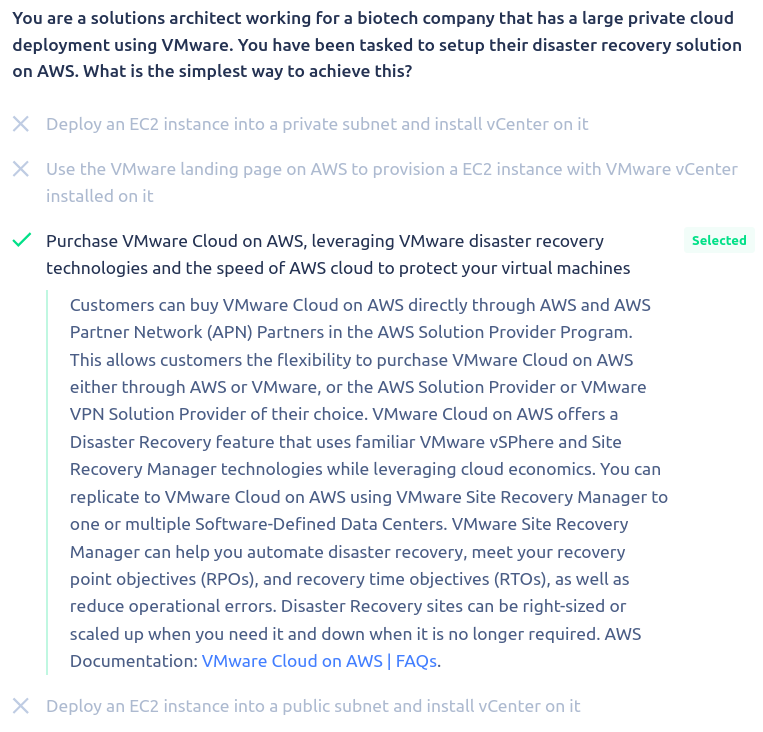 You are a solutions architect working for a biotech company that has a large private cloud
deployment using VMware. You have been tasked to setup their disaster recovery solution
on AWS. What is the simplest way to achieve this?
Deploy an EC2 instance into a private subnet and install vCenter on it
Use the VMware landing page on AWS to provision a EC2 instance with VMware vCenter
installed on it
Purchase VMware Cloud on AWS, leveraging VMware disaster recovery
Selected
technologies and the speed of AWS cloud to protect your virtual machines
Customers can buy VMware Cloud on AWS directly through AWS and AWS
Partner Network (APN) Partners in the AWS Solution Provider Program.
This allows customers the flexibility to purchase VMware Cloud on AWS
either through AWS or VMware, or the AWS Solution Provider or VMware
VPN Solution Provider of their choice. VMware Cloud on AWS offers a
Disaster Recovery feature that uses familiar VMware vSPhere and Site
Recovery Manager technologies while leveraging cloud economics. You can
replicate to VMware Cloud on AWS using VMware Site Recovery Manager to
one or multiple Software-Defined Data Centers. VMware Site Recovery
Manager can help you automate disaster recovery, meet your recovery
point objectives (RPOs), and recovery time objectives (RTOs), as well as
reduce operational errors. Disaster Recovery sites can be right-sized or
scaled up when you need it and down when it is no longer required. AWS
Documentation: VMware Cloud on AWS | FAQs.
Deploy an EC2 instance into a public subnet and install vCenter on it